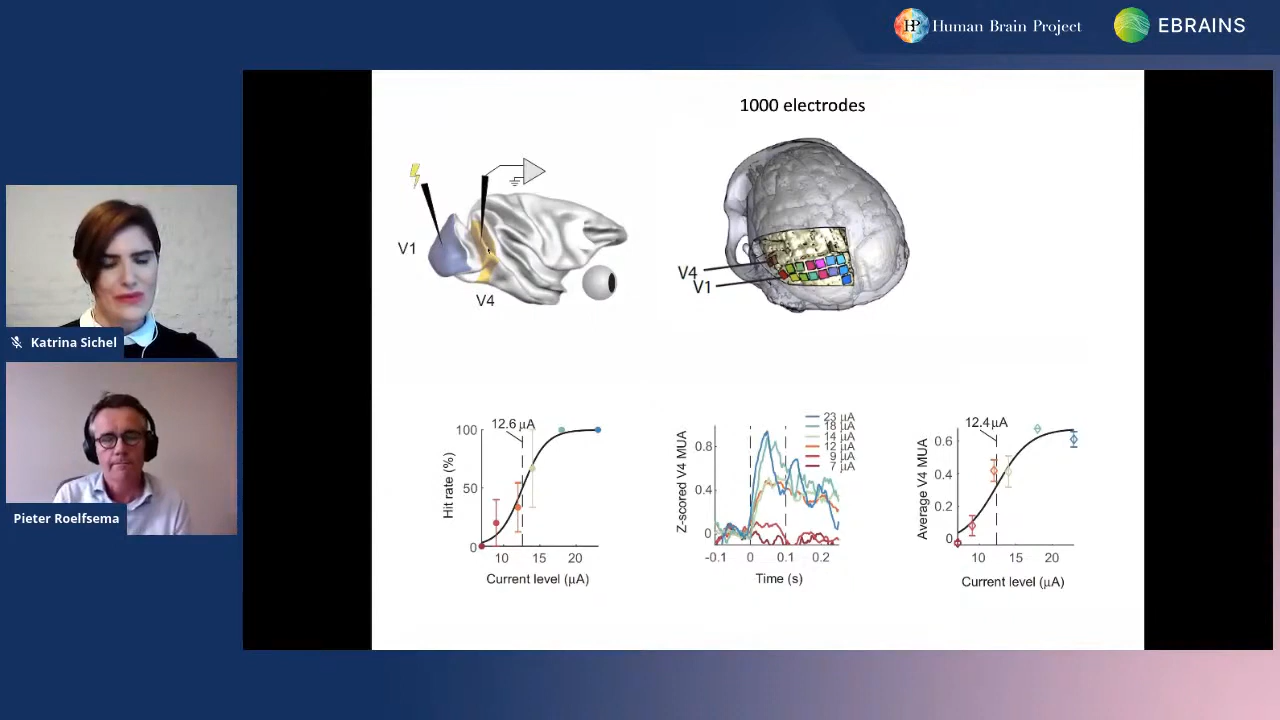 Human Brain Project
EBRAINS
1000 electrodes
V1
V4
V4
V1
Katrina Sichel
Pieter Roelfsema
12.6 μA
100
50
0
Hit rate (%)
10 15 20
Current level (μA)
23 μA
18 μA
14 μA
12 μA
9 μA
7 μA
0.8
0.4
0
Z-scored V4 MUA
-0.1 0 0.1 0.2
Time (s)
12.4 μA
0.6
0.4
0.2
0
Average V4 MUA
10 15 20
Current level (μA)